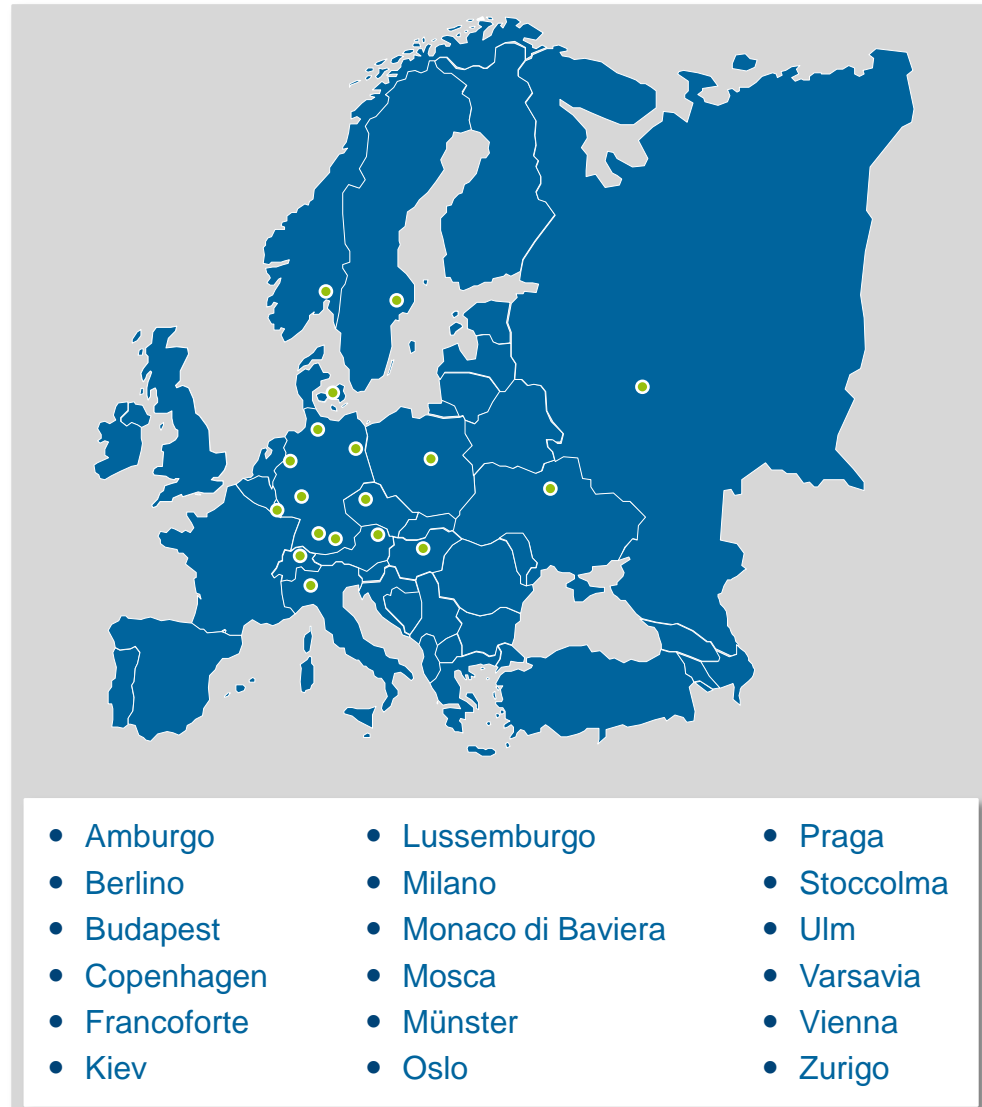 Amburgo
Berlino
Budapest
Copenhagen
Francoforte
Kiev
Lussemburgo
Milano
Monaco di Baviera
Mosca
Münster
Oslo
Praga
Stoccolma
Ulm
Varsavia
Vienna
Zurigo